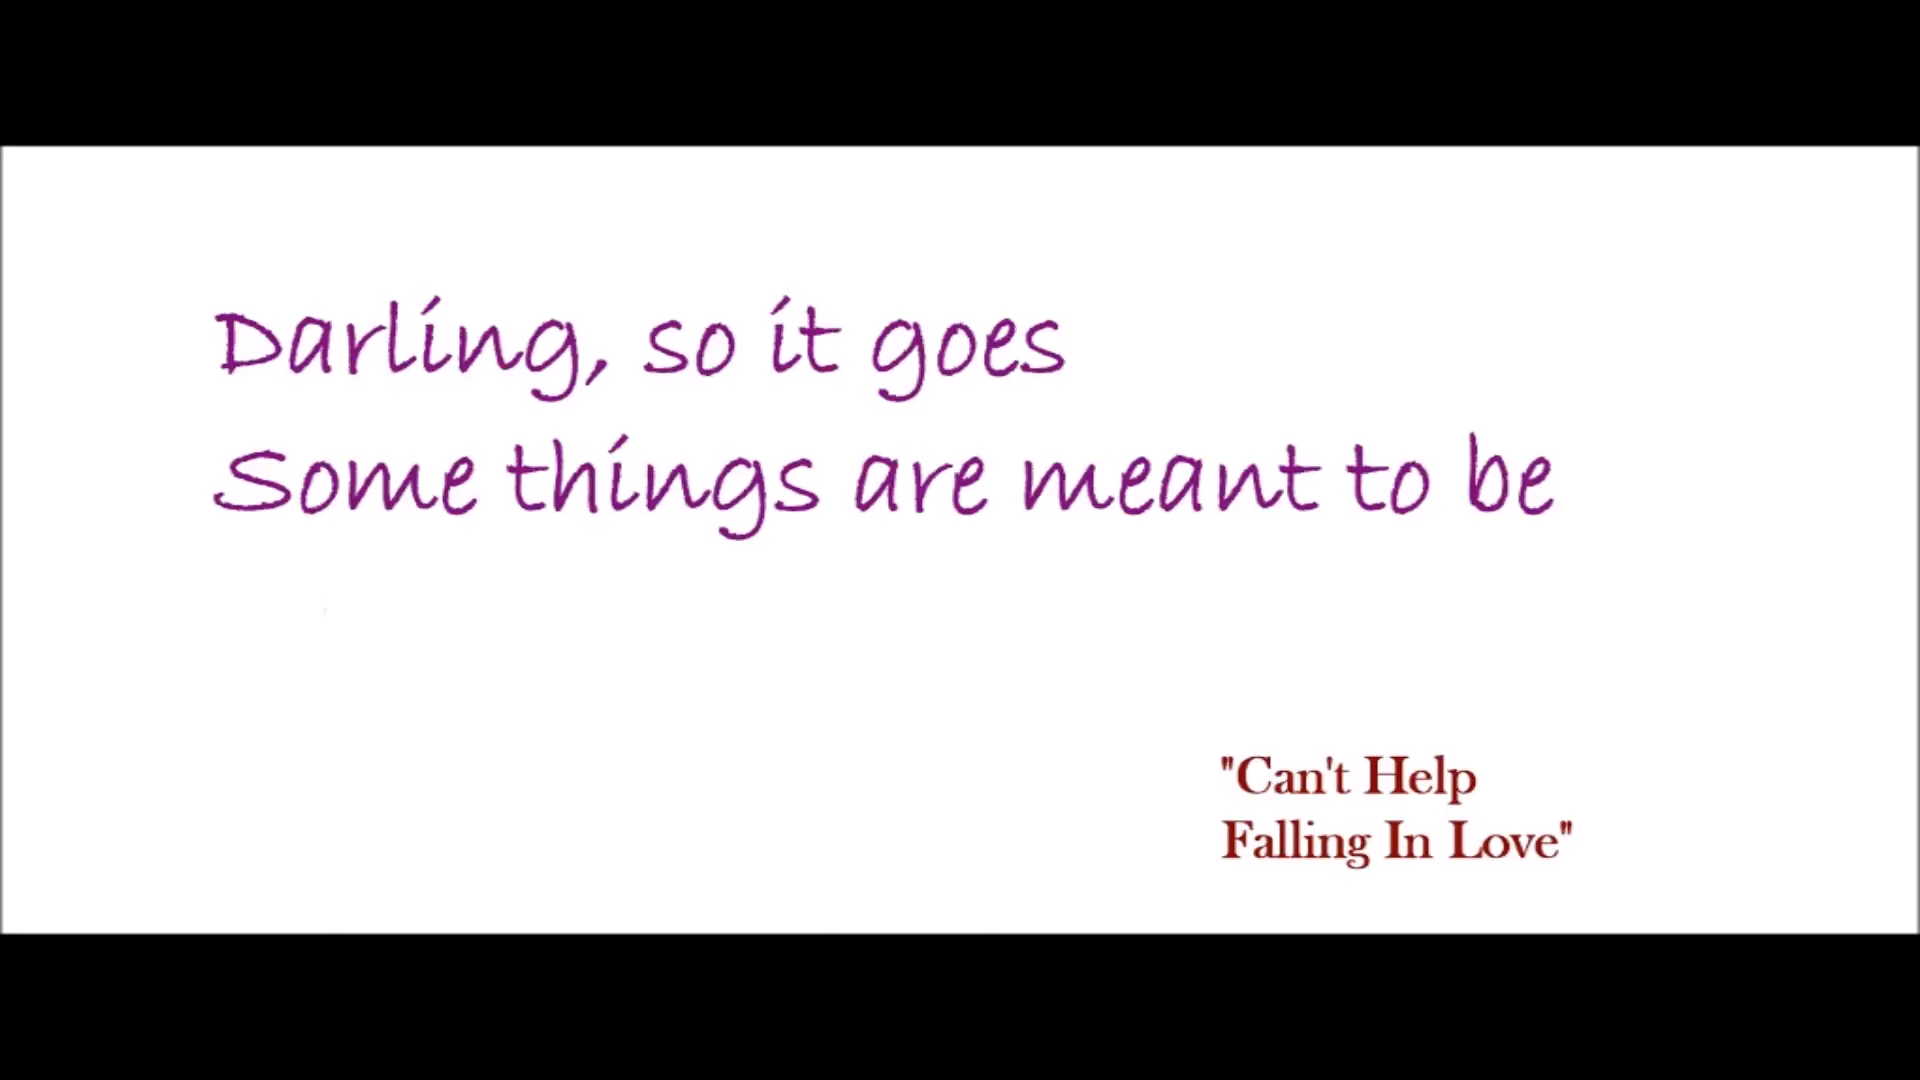 Darling, so it goes
Some things are meant to be
"Can't Help
Falling In Love"